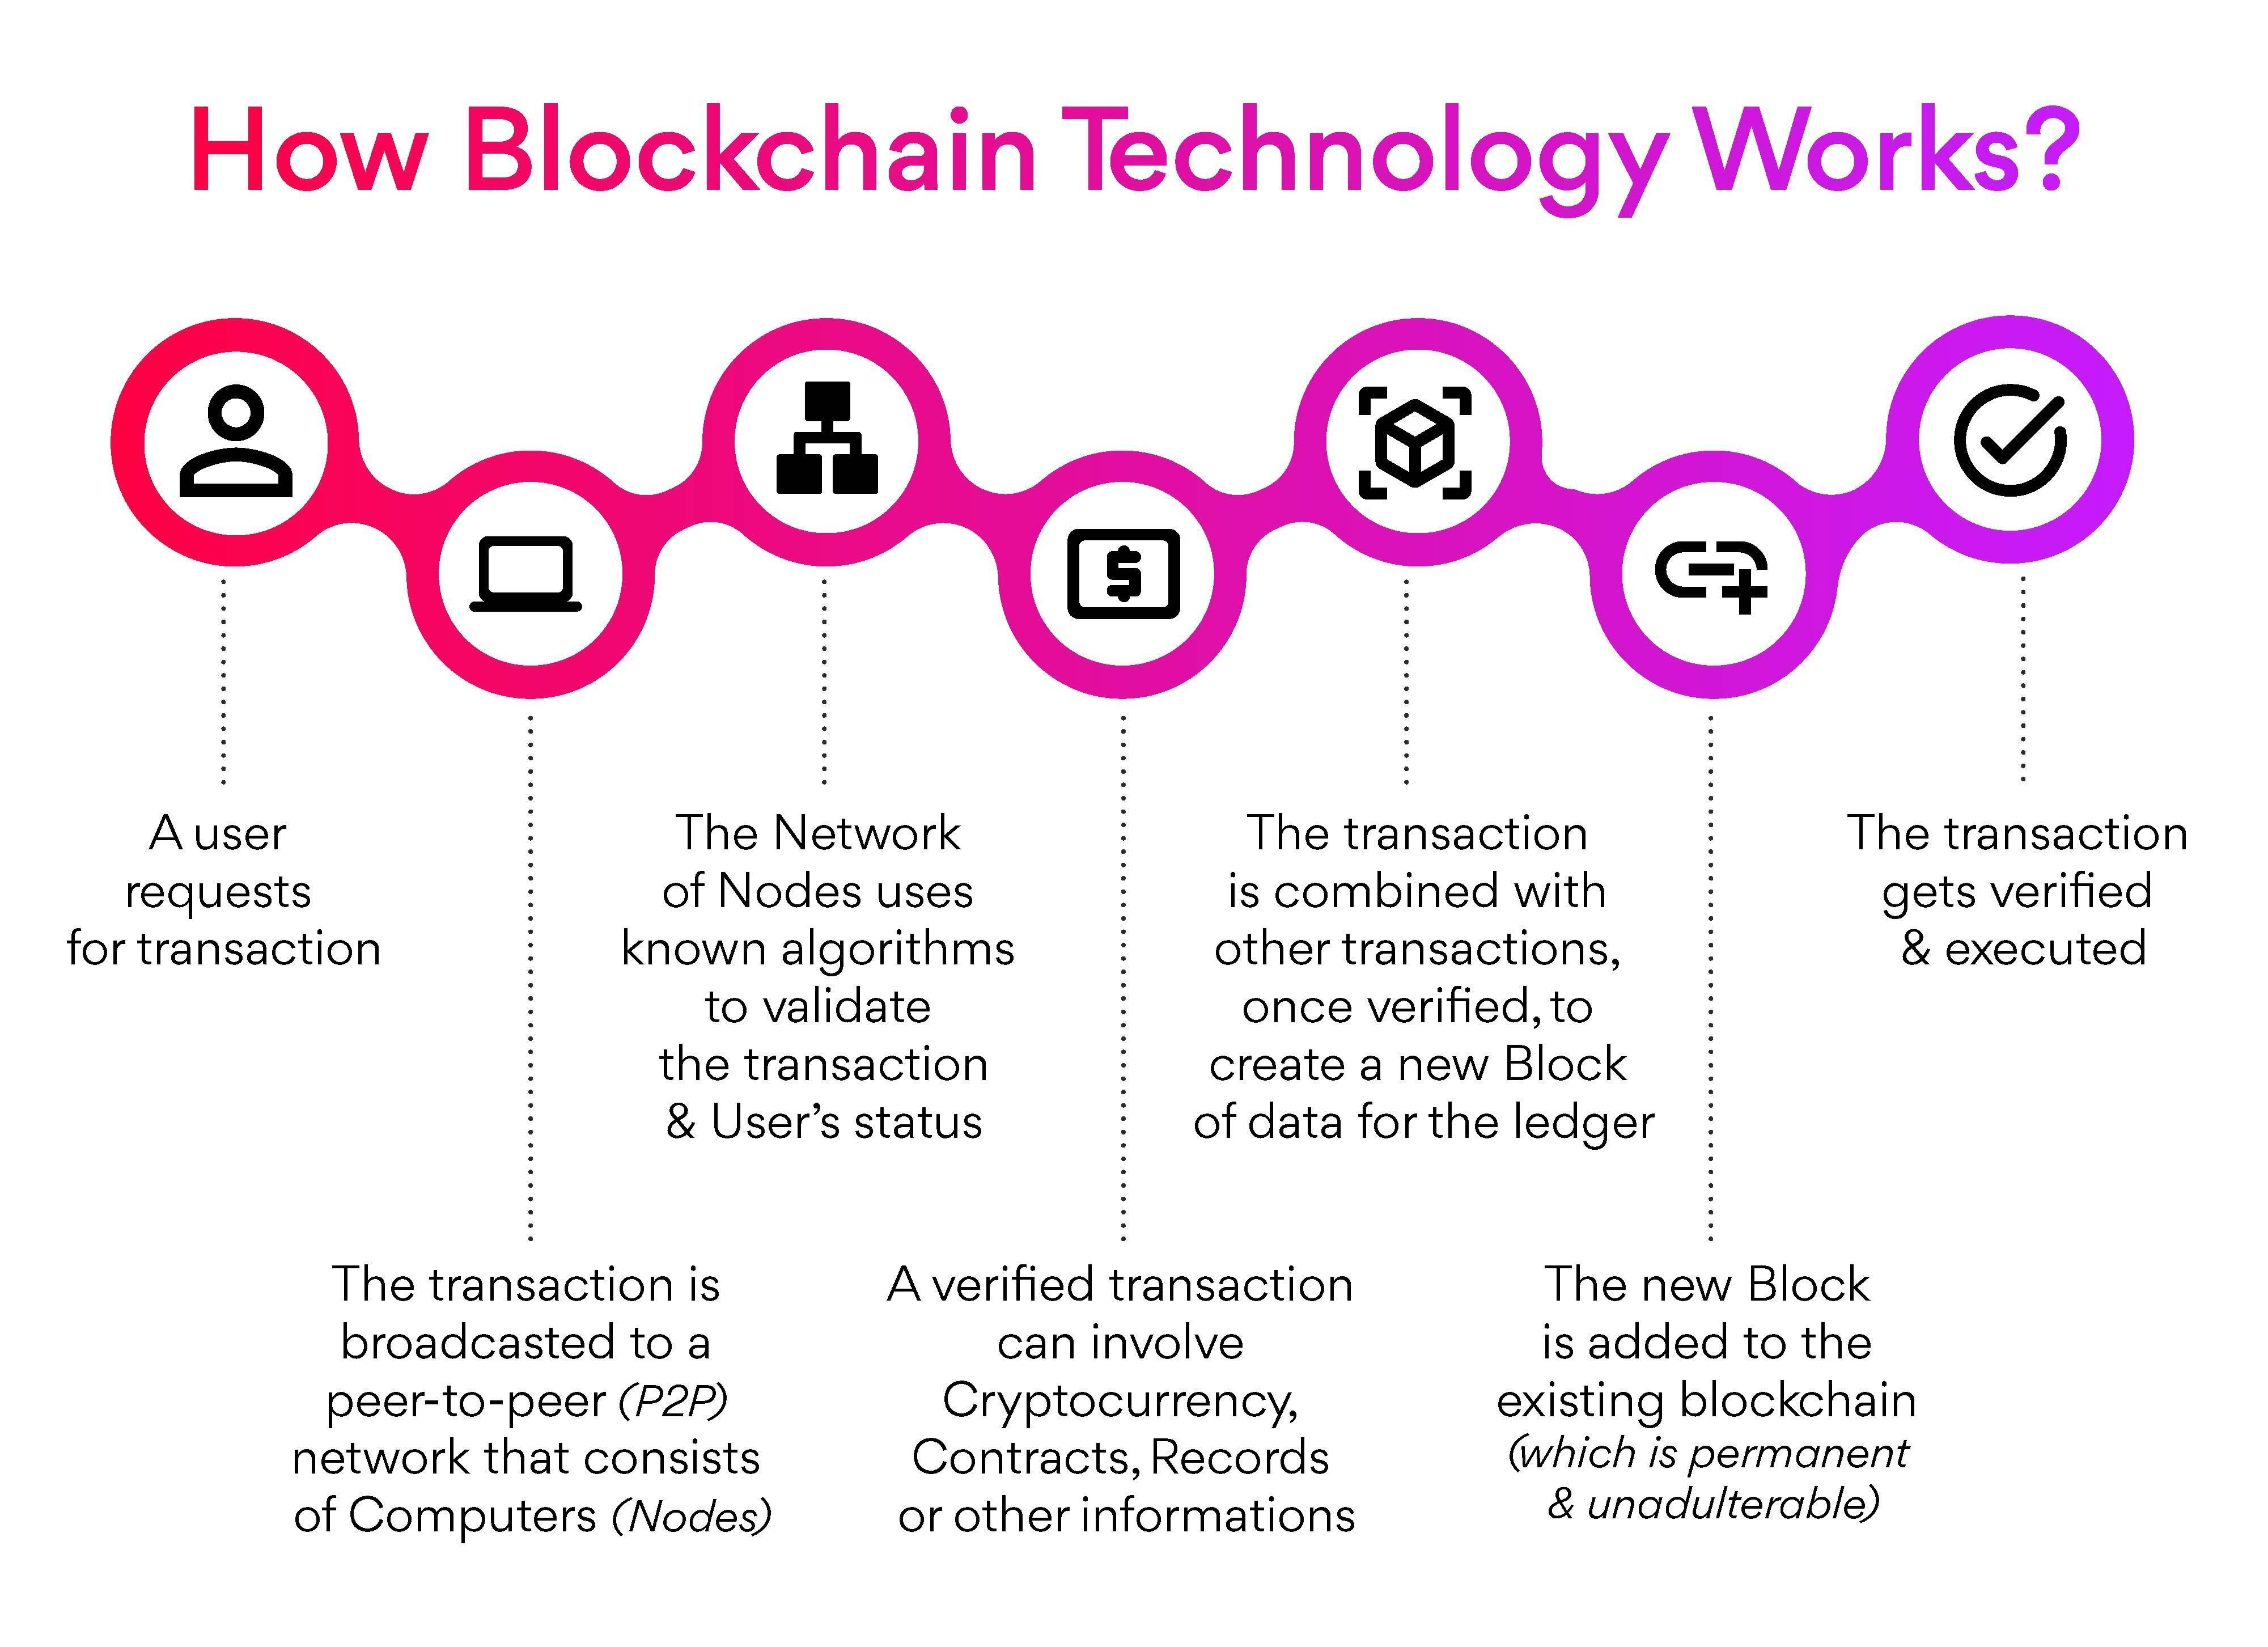 How Blockchain Technology Works?
A user
requests
for transaction
The transaction is
broadcasted to a
peer-to-peer (P2P)
network that consists
of Computers (Nodes)
The Network
of Nodes uses
known algorithms
to validate
the transaction
& User’s status
A verified transaction
can involve
Cryptocurrency,
Contracts, Records
or other informations
The transaction
is combined with
other transactions,
once verified, to
create a new Block
of data for the ledger
The new Block
is added to the
existing blockchain
(which is permanent
& unadulterable)
The transaction
gets verified
& executed